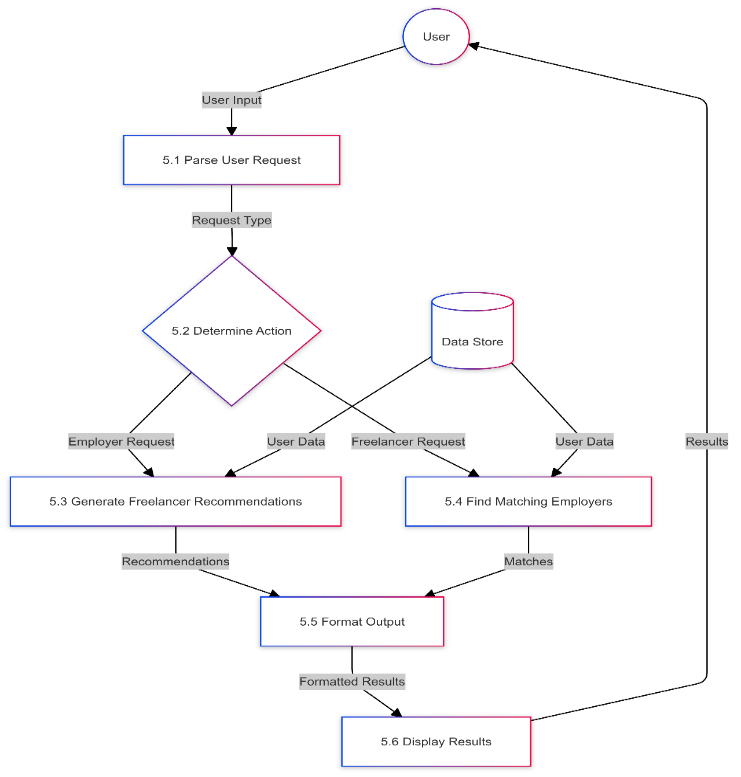 User
User Input
5.1 Parse User Request
Request Type
5.2 Determine Action
Data Store
Employer Request
User Data
Freelancer Request
User Data
Results
5.3 Generate Freelancer Recommendations
5.4 Find Matching Employers
Recommendations
Matches
5.5 Format Output
Formatted Results
5.6 Display Results